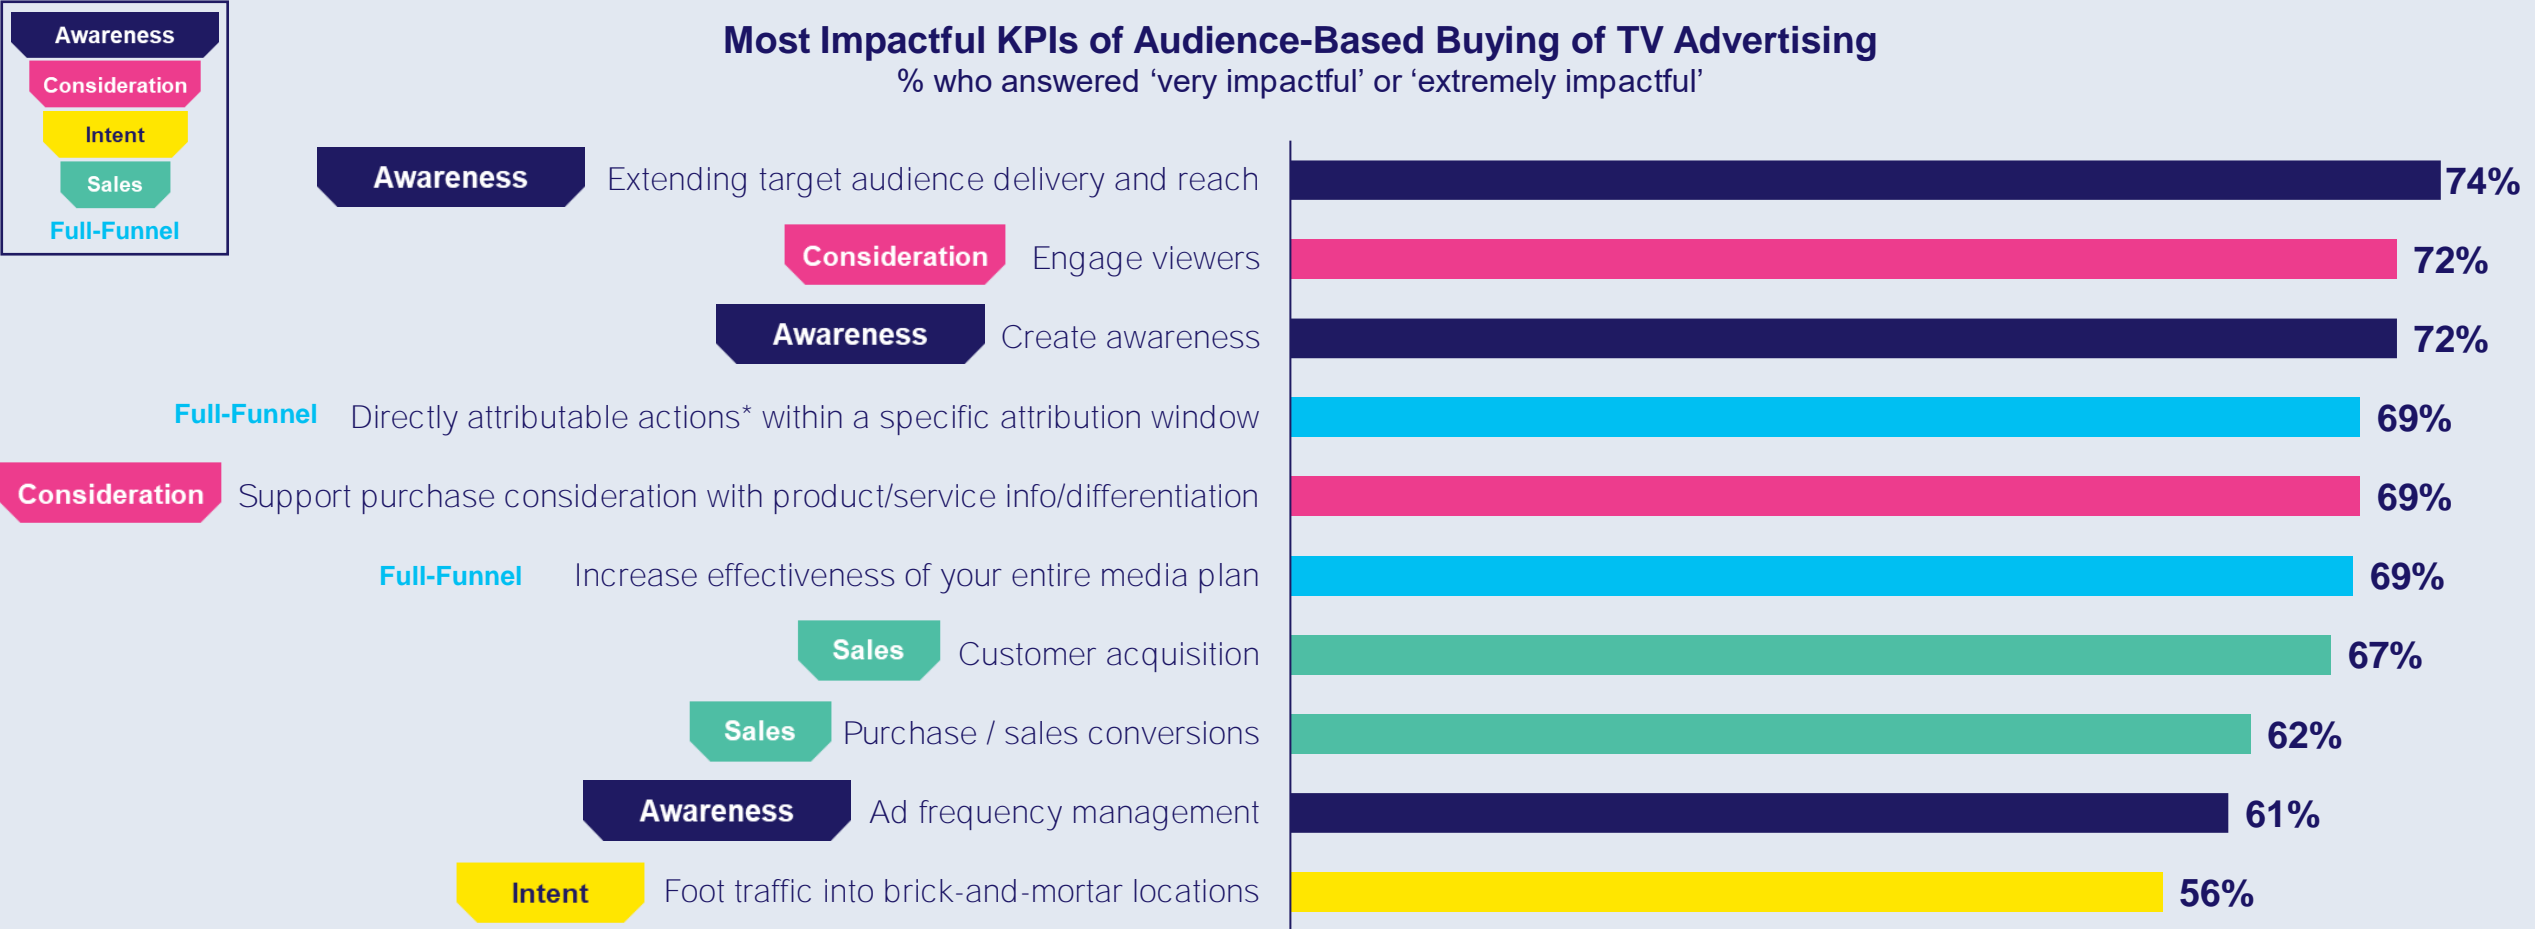 Awareness
Consideration
Intent
Sales
Full-Funnel
Most Impactful KPIs of Audience-Based Buying of TV Advertising
% who answered ‘very impactful’ or ‘extremely impactful’
Awareness Extending target audience delivery and reach 74%
Consideration Engage viewers 72%
Awareness Create awareness 72%
Full-Funnel Directly attributable actions* within a specific attribution window 69%
Consideration Support purchase consideration with product/service info/differentiation 69%
Full-Funnel Increase effectiveness of your entire media plan 69%
Sales Customer acquisition 67%
Sales Purchase / sales conversions 62%
Awareness Ad frequency management 61%
Intent Foot traffic into brick-and-mortar locations 56%